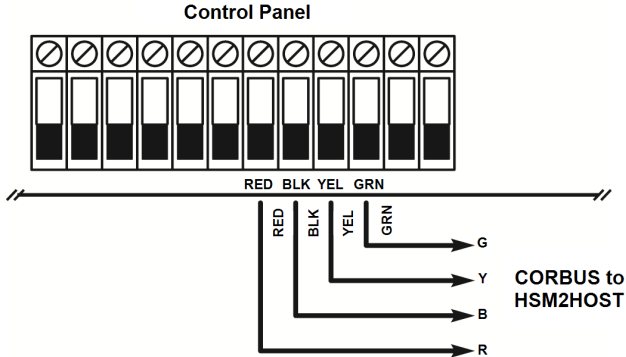 Control Panel
RED BLK YEL GRN
RED BLK YEL GRN
G
Y
B
R
CORBUS to
HSM2HOST